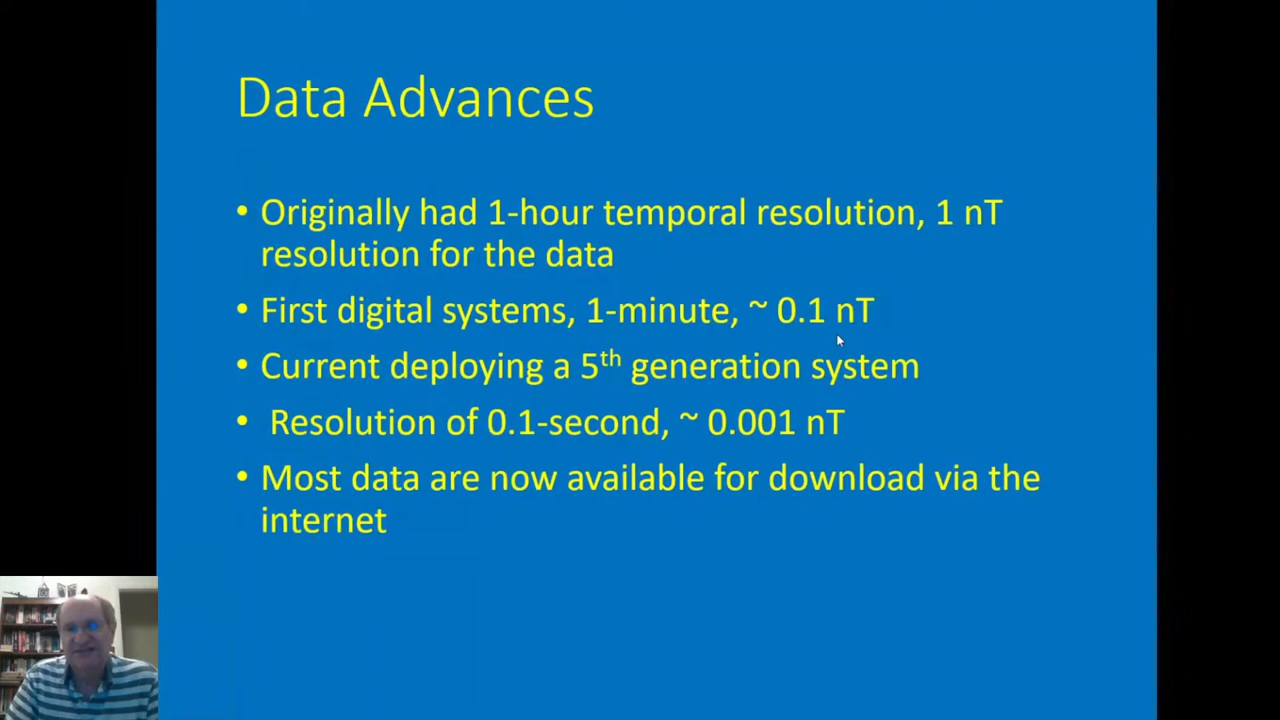 Data Advances
• Originally had 1-hour temporal resolution, 1 nT
resolution for the data
• First digital systems, 1-minute, ~ 0.1 nT
• Current deploying a 5th generation system
• Resolution of 0.1-second, ~ 0.001 nT
• Most data are now available for download via the
internet